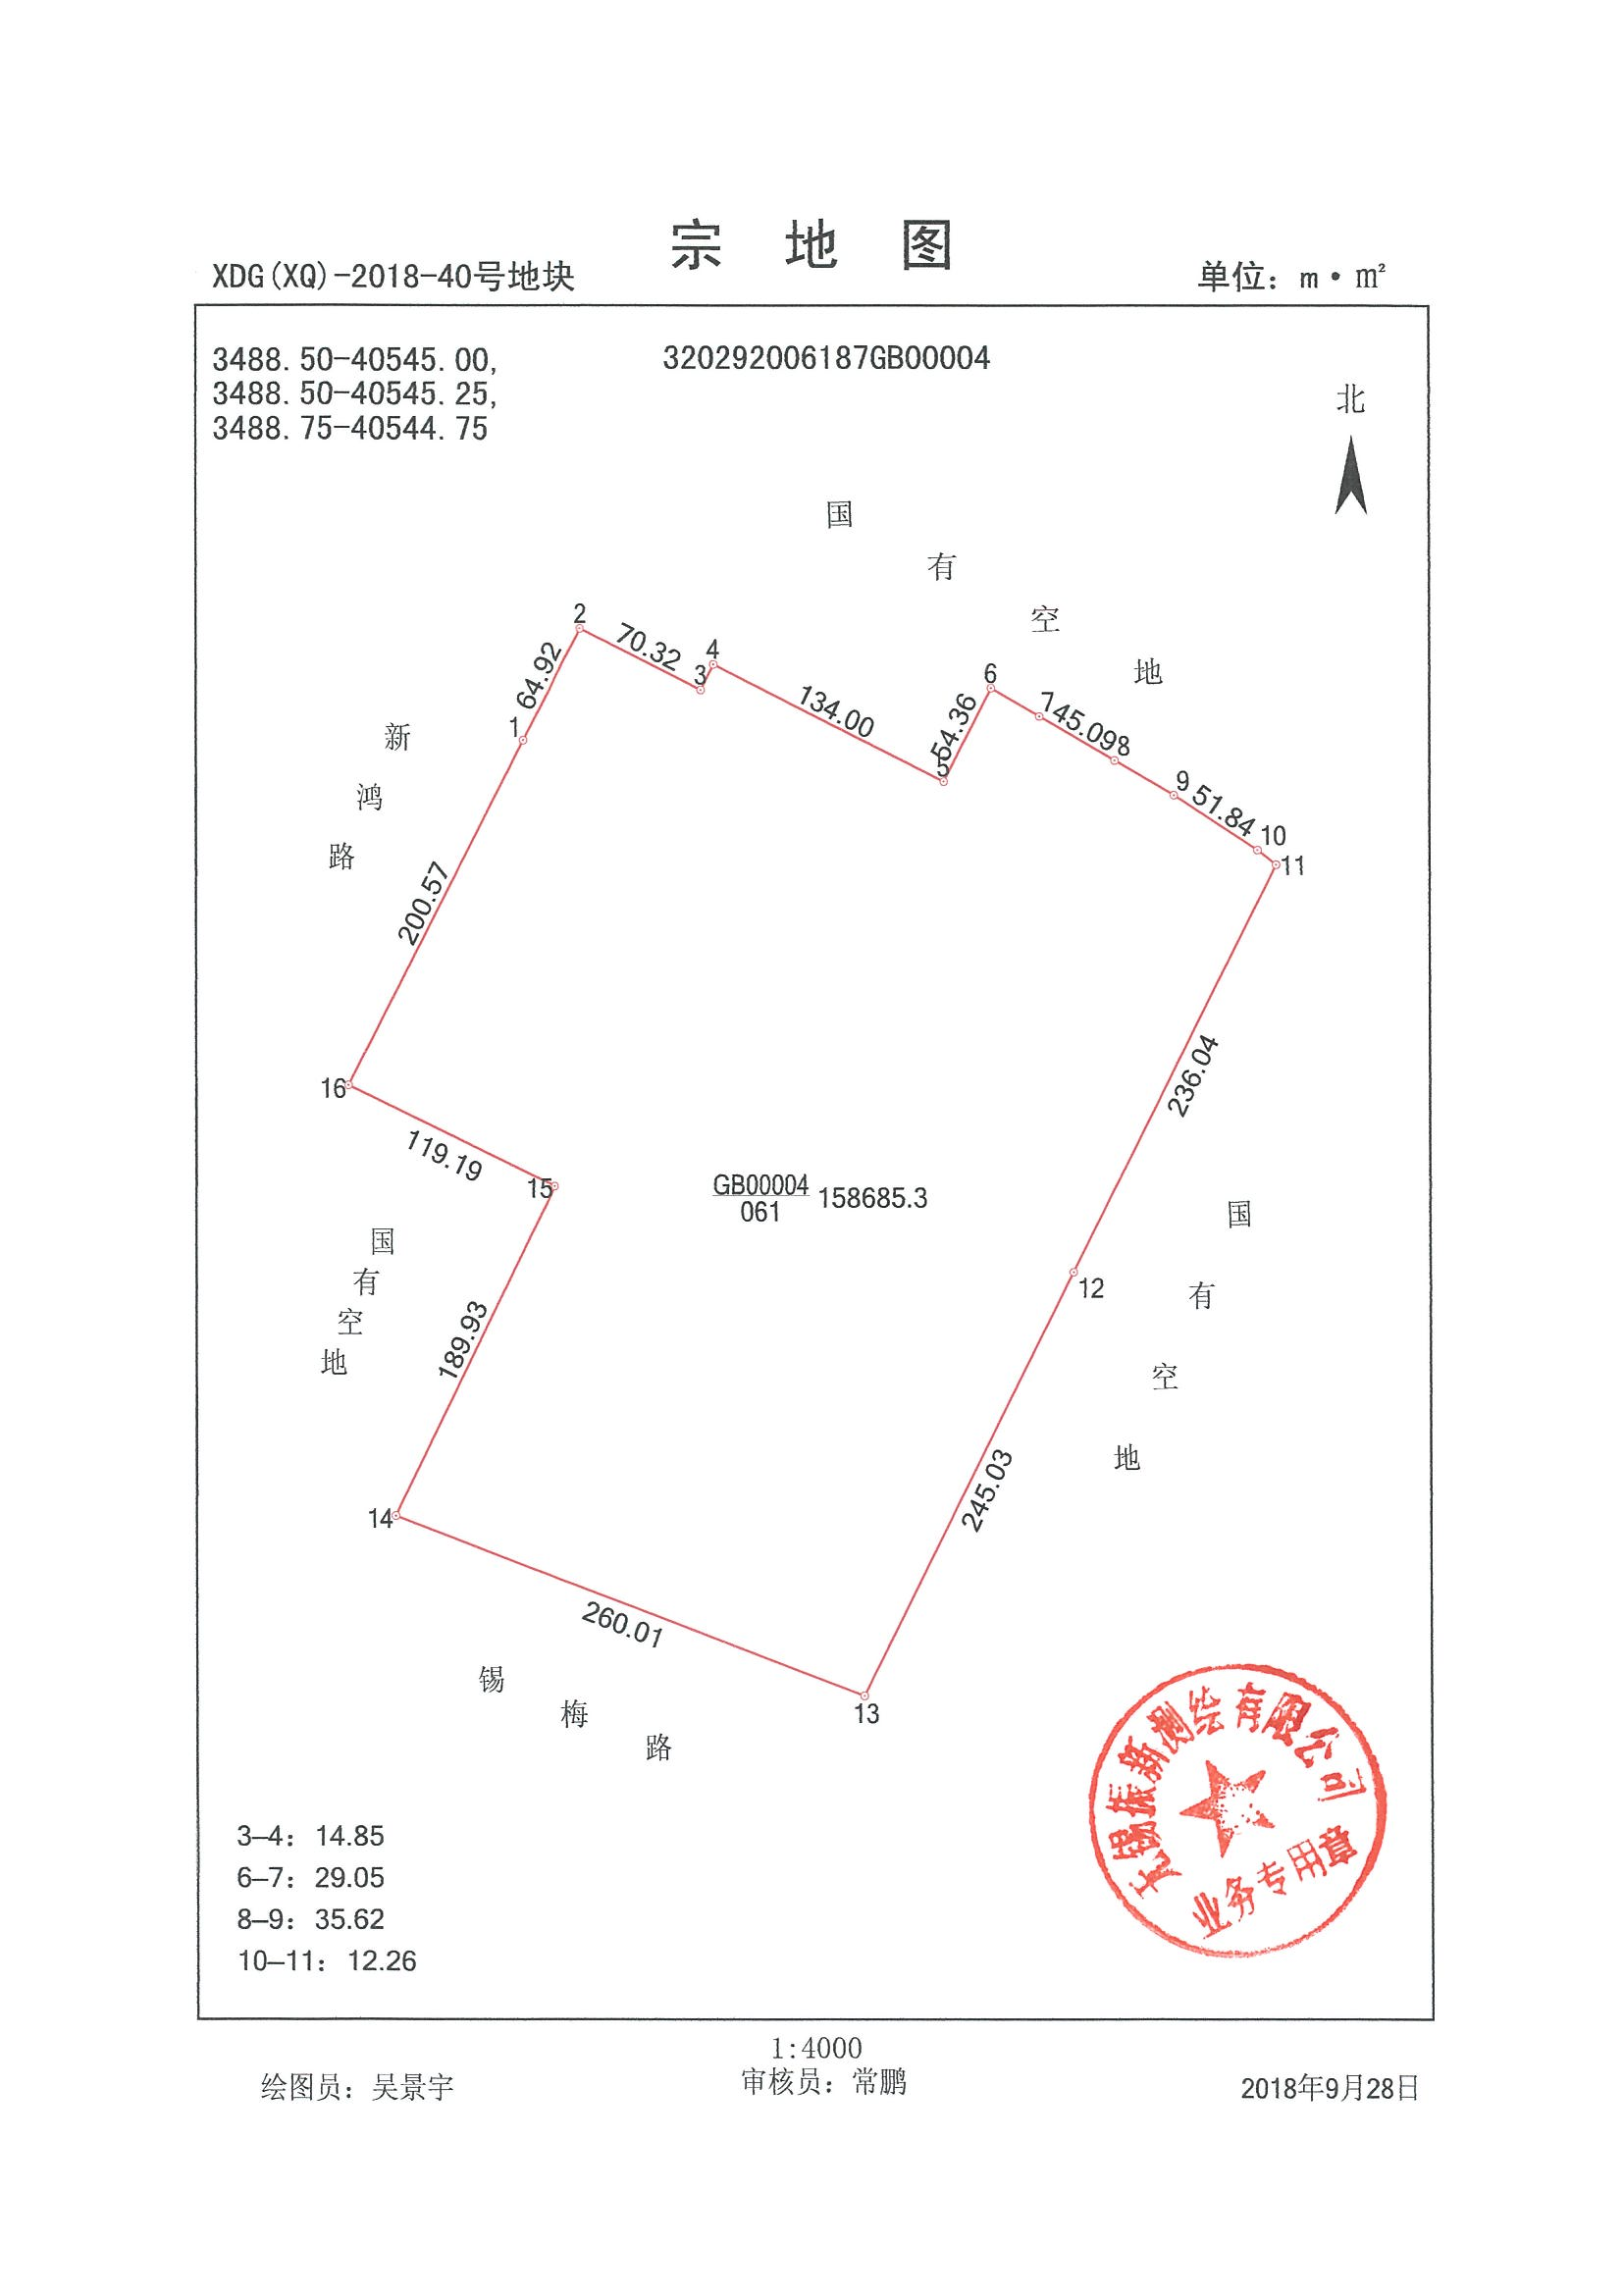 宗 地 图
XDG(XQ)-2018-40号地块
单位：m·㎡
3488.50-40545.00,
3488.50-40545.25,
3488.75-40544.75
320292006187GB00004
北
国有空地
2
70.32
4
3
64.92
1
134.00
6
54.36
5
7
45.09
8
9
51.84
10
11
新鸿路
200.57
236.04
16
119.19
15
GB00004
061
158685.3
国有空地
189.93
12
国有空地
245.03
14
260.01
13
锡梅路
无锡振新测绘有限公司
业务专用章
3—4：14.85
6—7：29.05
8—9：35.62
10—11：12.26
1:4000
绘图员：吴景宇
审核员：常鹏
2018年9月28日